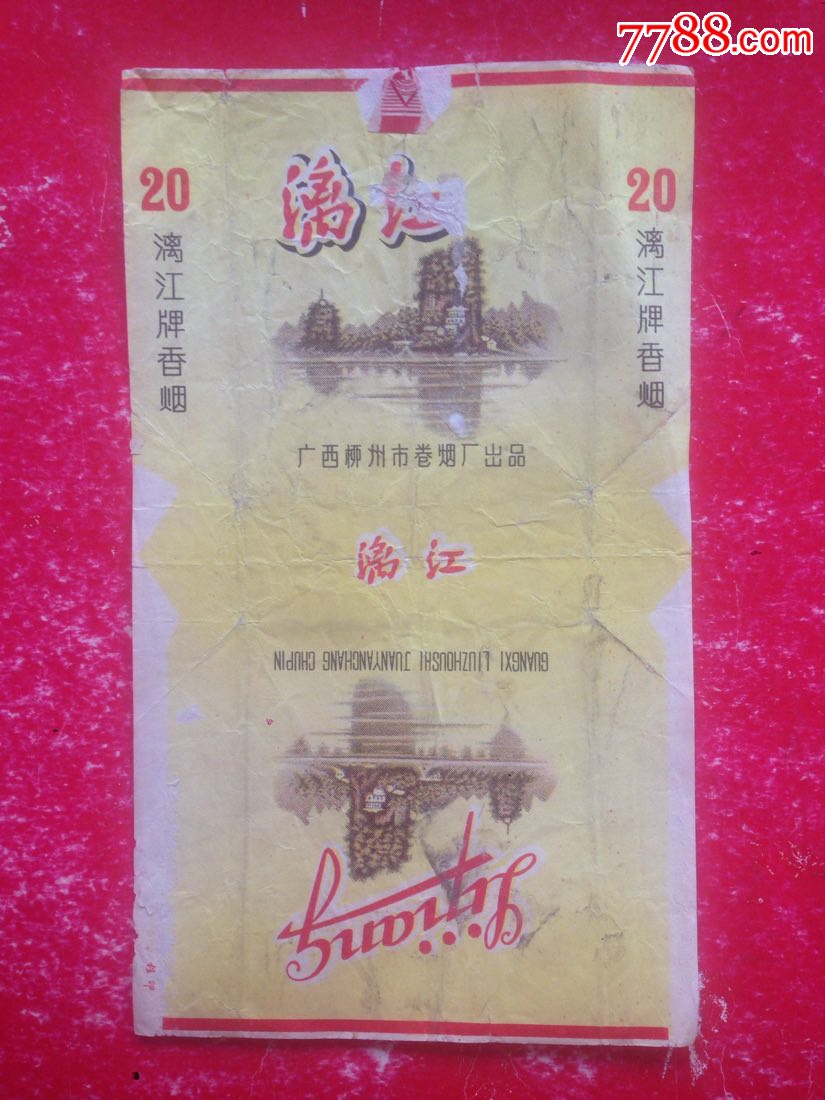 7788.com
20
漓江
20
漓江牌香烟
漓江牌香烟
广西柳州市卷烟厂出品
漓江
GUANGXI LIUZHOUSHI JUANYANCHANG CHUPIN
Lijiang